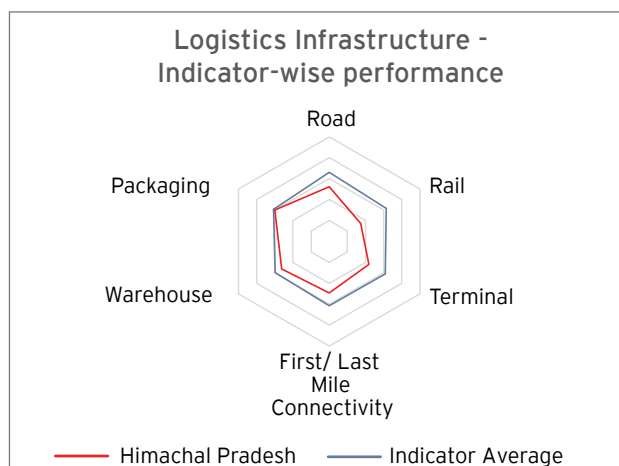 Logistics Infrastructure -
Indicator-wise performance
Road
Packaging
Rail
Warehouse
Terminal
First/ Last
Mile
Connectivity
Himachal Pradesh
Indicator Average